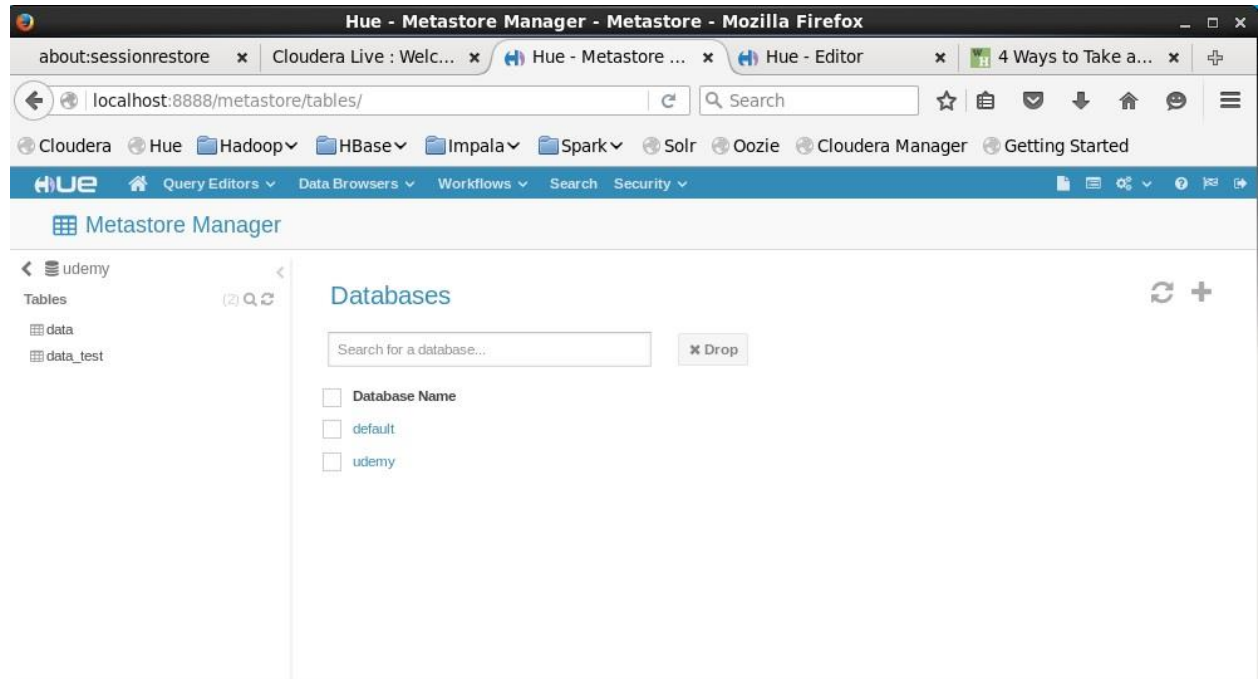 Hue - Metastore Manager - Metastore - Mozilla Firefox
about:sessionrestore
Cloudera Live : Welc...
Hue - Metastore ...
Hue - Editor
4 Ways to Take a...
localhost:8888/metastore/tables/
Search
Cloudera
Hue
Hadoop
HBase
Impala
Spark
Solr
Oozie
Cloudera Manager
Getting Started
HUE
Query Editors
Data Browsers
Workflows
Search
Security
Metastore Manager
udemy
Tables
(2)
data
data_test
Databases
Search for a database...
Drop
Database Name
default
udemy